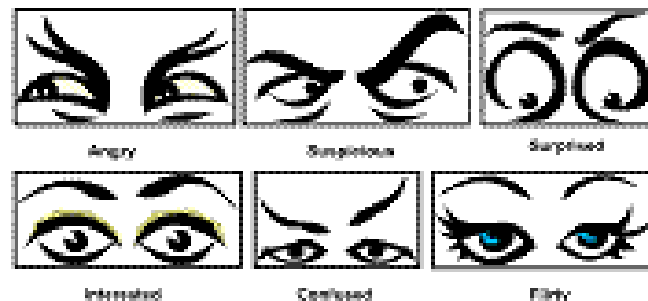 Angry
Suspicious
Surprised
Interested
Confused
Flirty